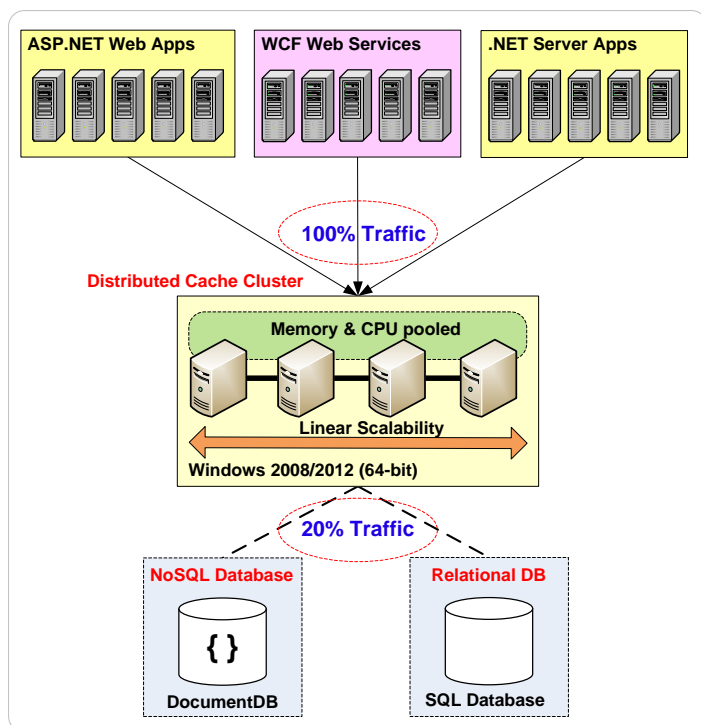 ASP.NET Web Apps
WCF Web Services
.NET Server Apps
100% Traffic
Distributed Cache Cluster
Memory & CPU pooled
Linear Scalability
Windows 2008/2012 (64-bit)
20% Traffic
NoSQL Database
{ }
DocumentDB
Relational DB
SQL Database